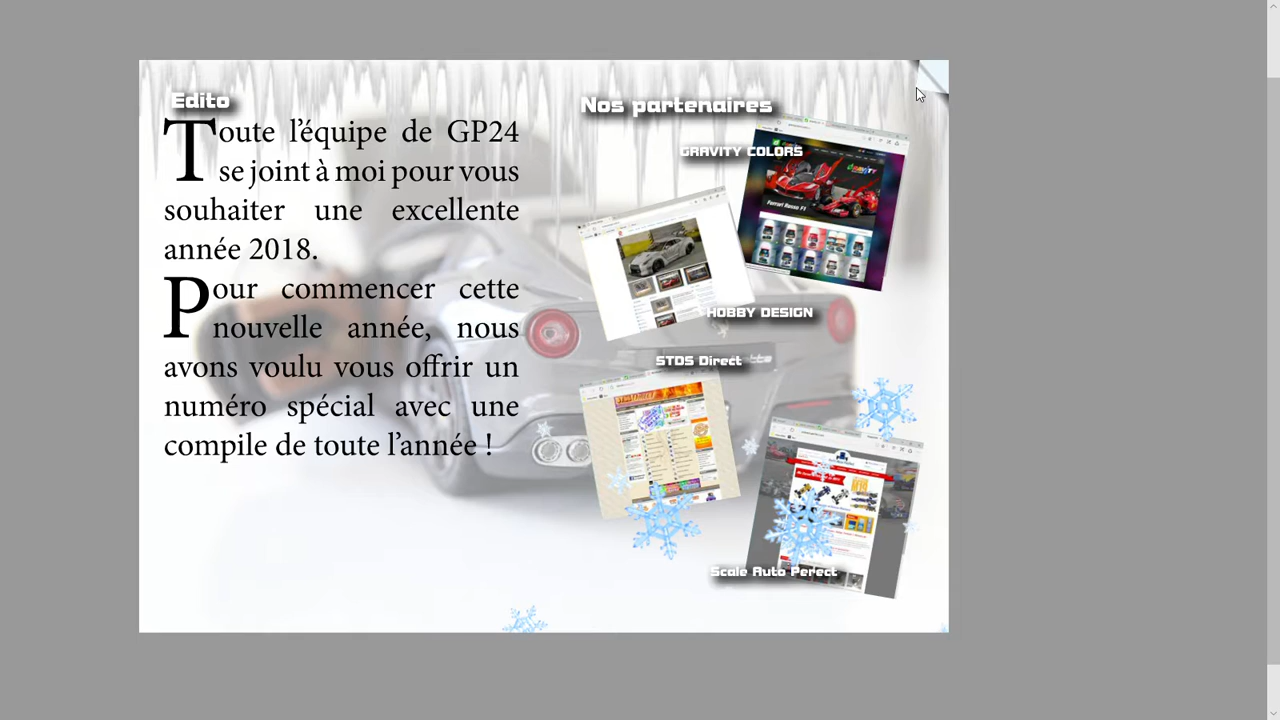 Edito
Toute l’équipe de GP24
se joint à moi pour vous
souhaiter une excellente
année 2018.
Pour commencer cette
nouvelle année, nous
avons voulu vous offrir un
numéro spécial avec une
compile de toute l’année !
Nos partenaires
GRAVITY COLORS
Ferrari Rosso F1
HOBBY DESIGN
STDS Direct
Scale Auto Perect